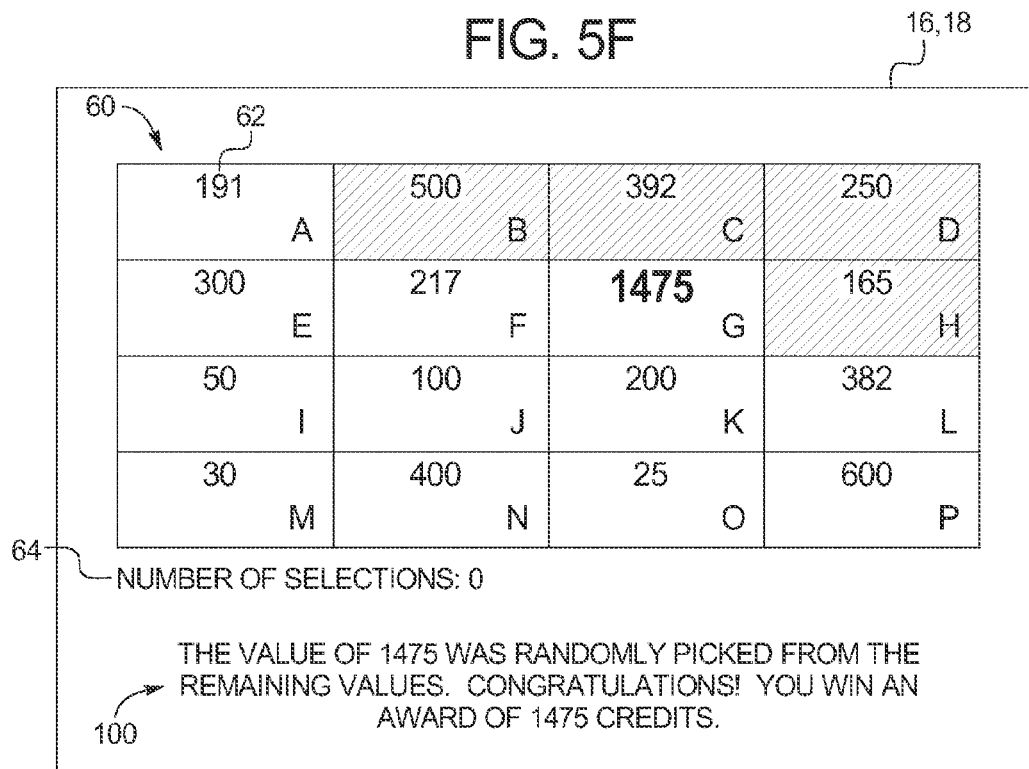 FIG. 5F
16,18
60
62
191 500 392 250
A B C D
300 217 1475 165
E F G H
50 100 200 382
I J K L
30 400 25 600
M N O P
64
NUMBER OF SELECTIONS: 0
THE VALUE OF 1475 WAS RANDOMLY PICKED FROM THE
REMAINING VALUES. CONGRATULATIONS! YOU WIN AN
AWARD OF 1475 CREDITS.
100